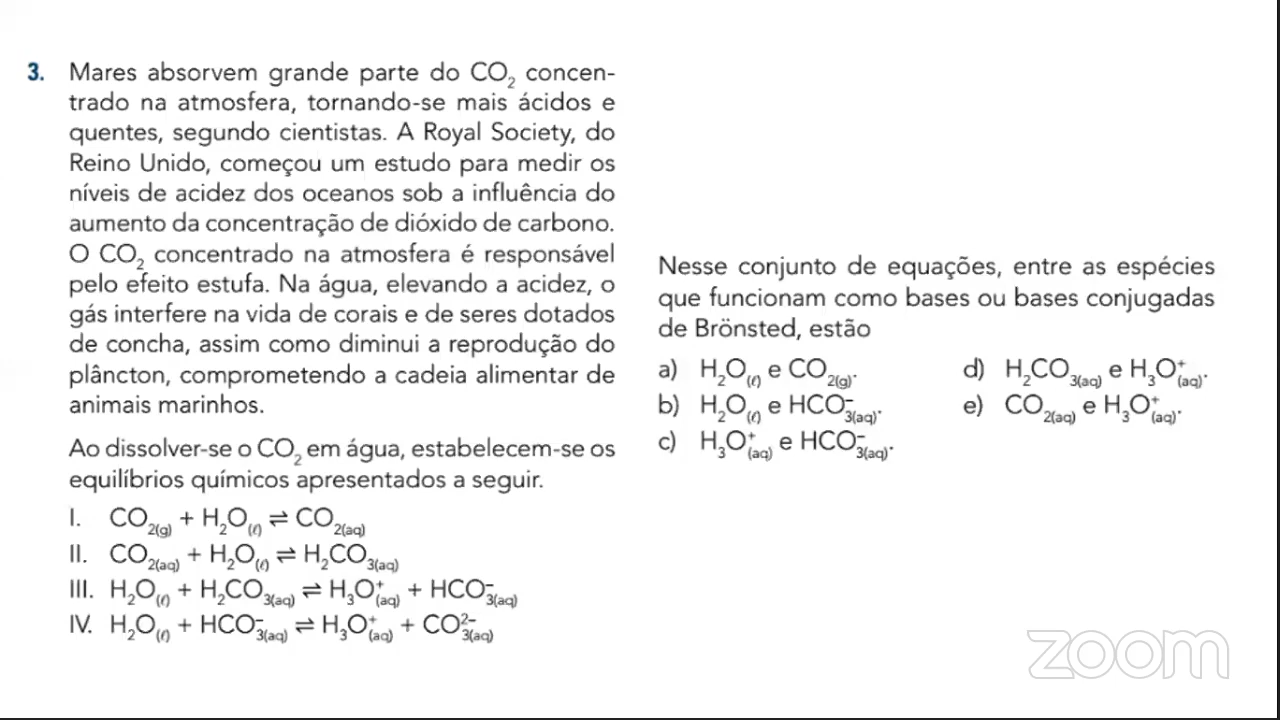 3. Mares absorvem grande parte do CO₂ concen-
trado na atmosfera, tornando-se mais ácidos e
quentes, segundo cientistas. A Royal Society, do
Reino Unido, começou um estudo para medir os
níveis de acidez dos oceanos sob a influência do
aumento da concentração de dióxido de carbono.
O CO₂ concentrado na atmosfera é responsável
pelo efeito estufa. Na água, elevando a acidez, o
gás interfere na vida de corais e de seres dotados
de concha, assim como diminui a reprodução do
plâncton, comprometendo a cadeia alimentar de
animais marinhos.
Ao dissolver-se o CO₂ em água, estabelecem-se os
equilíbrios químicos apresentados a seguir.
I. CO₂(g) + H₂O(ℓ) ⇌ CO₂(aq)
II. CO₂(aq) + H₂O(ℓ) ⇌ H₂CO₃(aq)
III. H₂O(ℓ) + H₂CO₃(aq) ⇌ H₃O⁺(aq) + HCO₃⁻(aq)
IV. H₂O(ℓ) + HCO₃⁻(aq) ⇌ H₃O⁺(aq) + CO₃²⁻(aq)
Nesse conjunto de equações, entre as espécies
que funcionam como bases ou bases conjugadas
de Brönsted, estão
a) H₂O(ℓ) e CO₂(g).
b) H₂O(ℓ) e HCO₃⁻(aq).
c) H₃O⁺(aq) e HCO₃⁻(aq).
d) H₂CO₃(aq) e H₃O⁺(aq).
e) CO₂(aq) e H₃O⁺(aq).
zoom